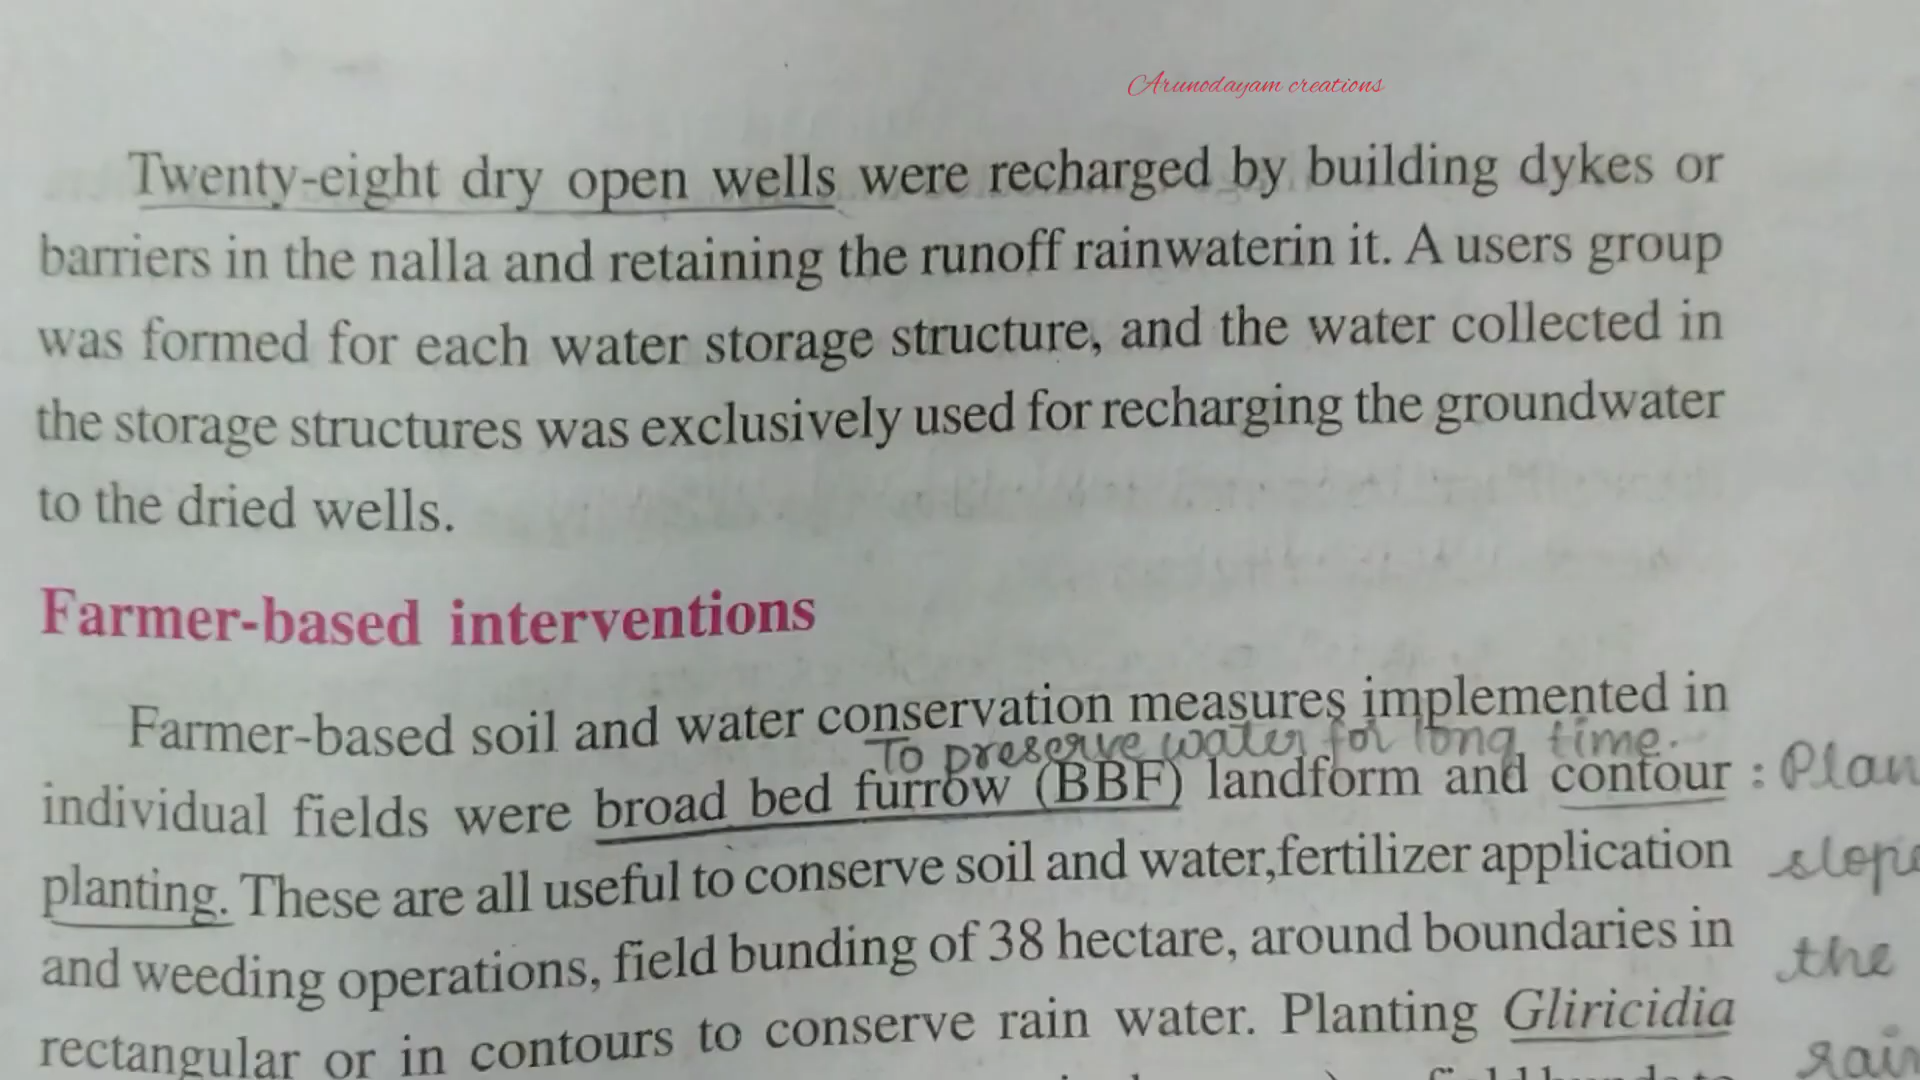 Arunodayam creations
Twenty-eight dry open wells were recharged by building dykes or
barriers in the nalla and retaining the runoff rainwaterin it. A users group
was formed for each water storage structure, and the water collected in
the storage structures was exclusively used for recharging the groundwater
to the dried wells.
Farmer-based interventions
Farmer-based soil and water conservation measures implemented in
To preserve water for long time.
individual fields were broad bed furrow (BBF) landform and contour : Plan
planting. These are all useful to conserve soil and water,fertilizer application slope
and weeding operations, field bunding of 38 hectare, around boundaries in the
rectangular or in contours to conserve rain water. Planting Gliricidia rain